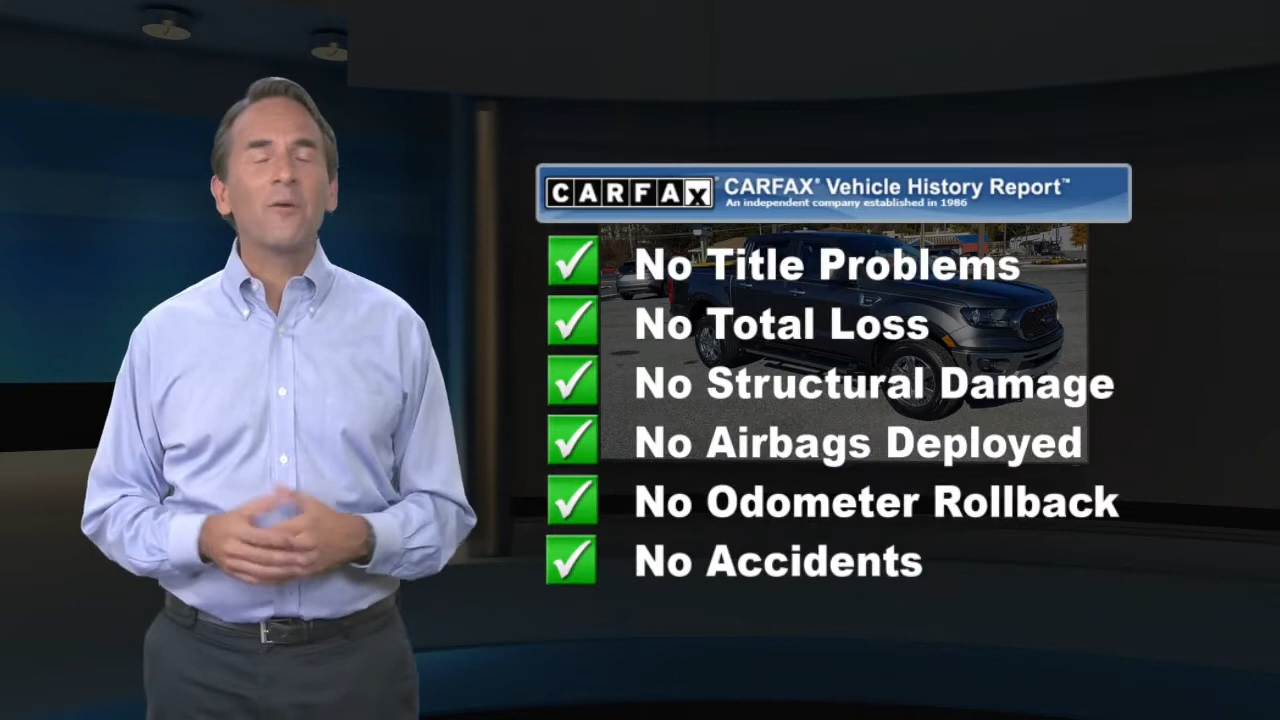 CARFAX
CARFAX® Vehicle History Report™
An independent company established in 1986
No Title Problems
No Total Loss
No Structural Damage
No Airbags Deployed
No Odometer Rollback
No Accidents